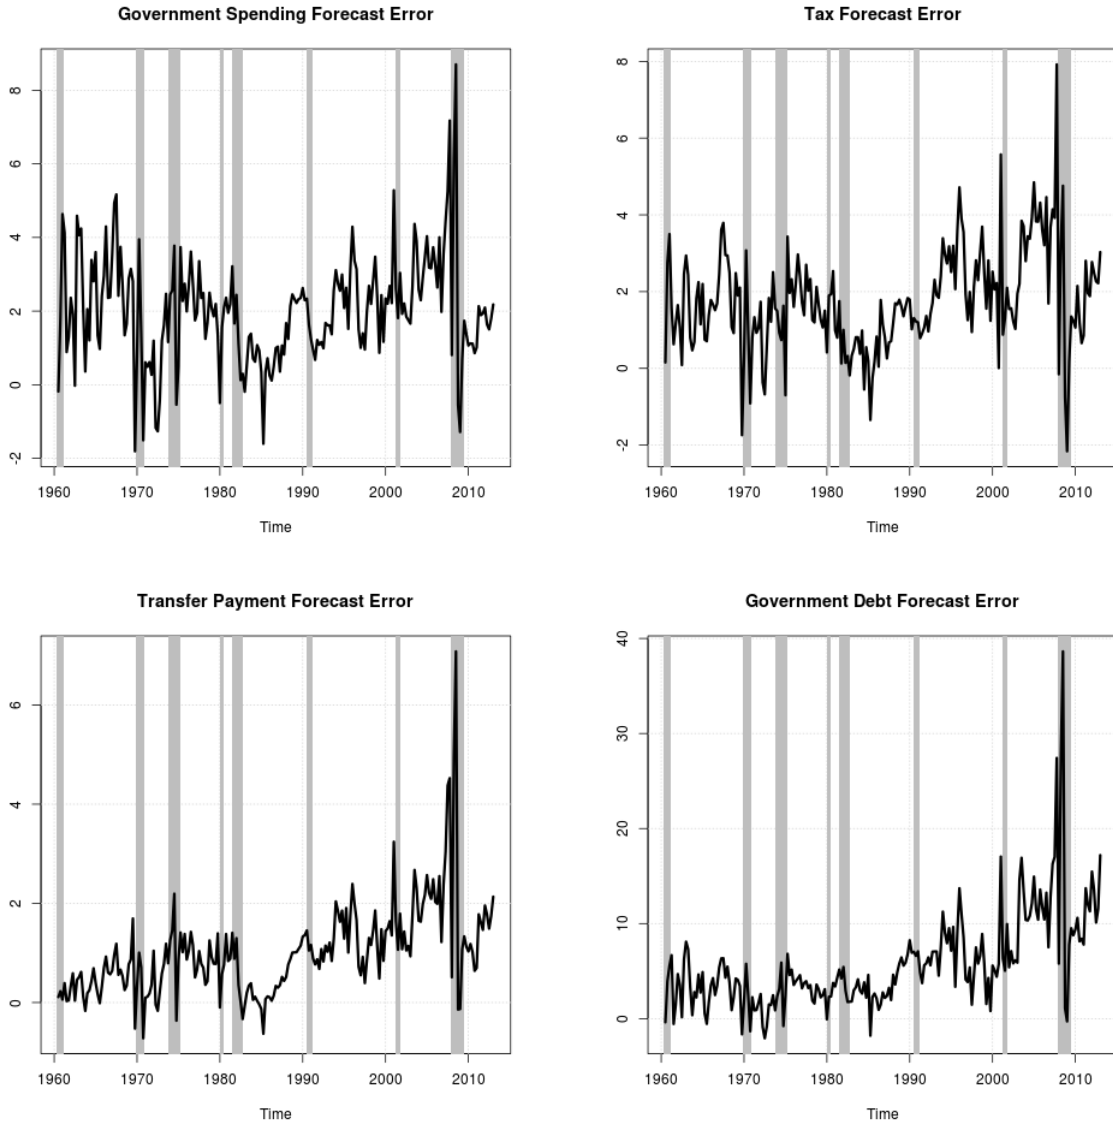 Government Spending Forecast Error
8
6
4
2
0
-2
1960 1970 1980 1990 2000 2010
Time
Tax Forecast Error
8
6
4
2
0
-2
1960 1970 1980 1990 2000 2010
Time
Transfer Payment Forecast Error
6
4
2
0
1960 1970 1980 1990 2000 2010
Time
Government Debt Forecast Error
40
30
20
10
0
1960 1970 1980 1990 2000 2010
Time